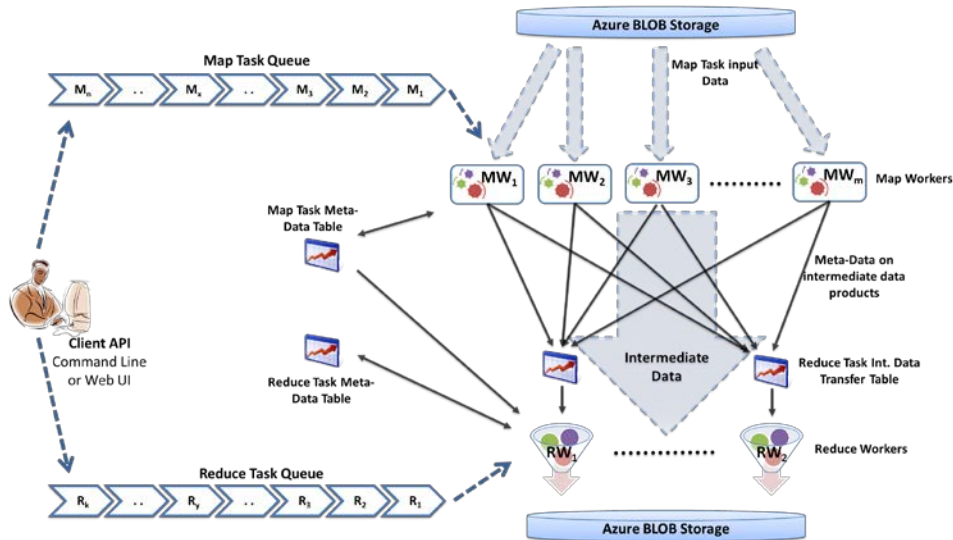 Azure BLOB Storage
Map Task Queue
Map Task input
Data
Mn .. Mx .. M3 M2 M1
MW1 MW2 MW3 MWm Map Workers
Map Task Meta-
Data Table
Meta-Data on
intermediate data
products
Client API
Command Line
or Web UI
Reduce Task Meta-
Data Table
Intermediate
Data
Reduce Task Int. Data
Transfer Table
RW1 RW2 Reduce Workers
Reduce Task Queue
Rk .. Ry .. R3 R2 R1
Azure BLOB Storage